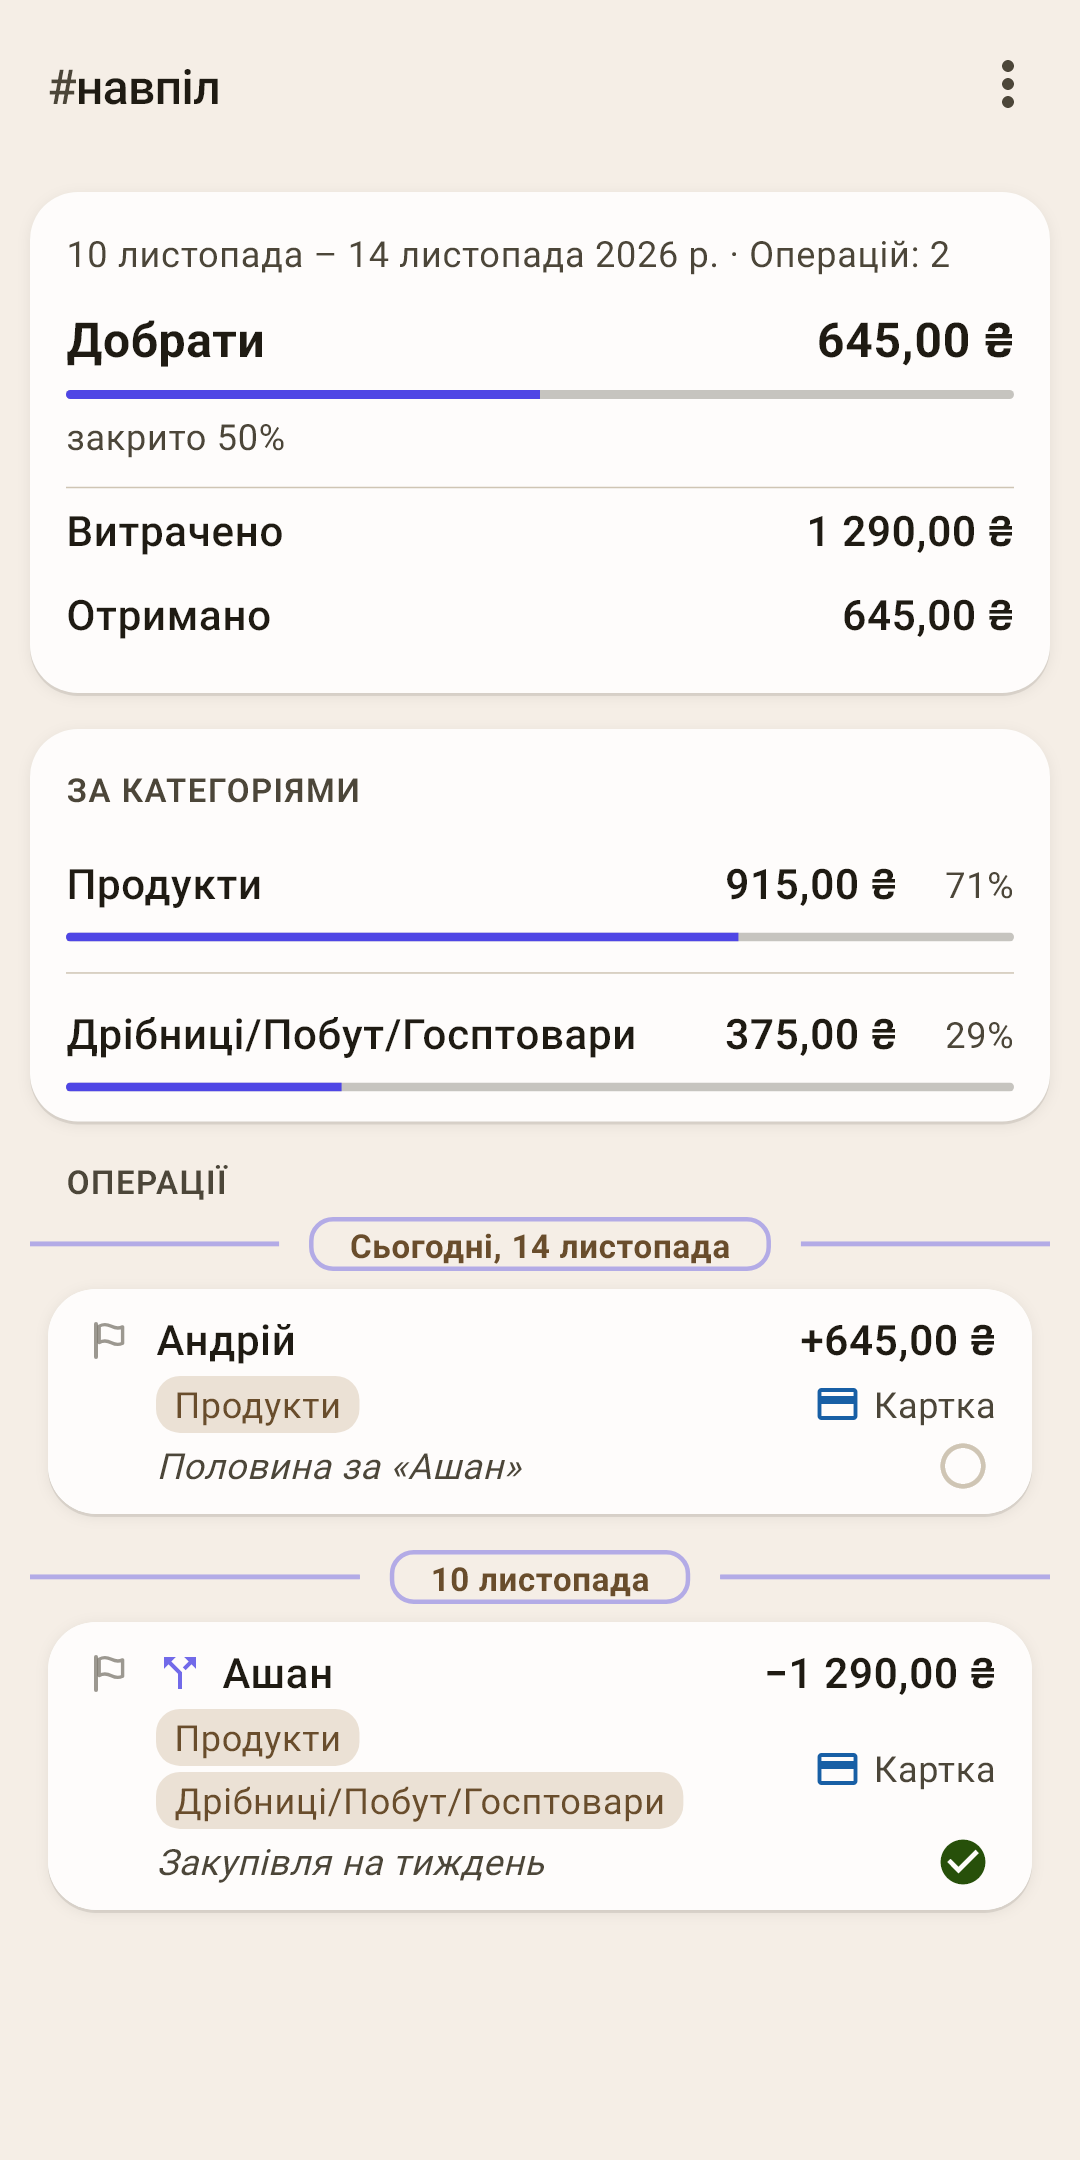 #навпіл
10 листопада – 14 листопада 2026 р. · Операцій: 2
Добрати 645,00 ₴
закрито 50%
Витрачено 1 290,00 ₴
Отримано 645,00 ₴
ЗА КАТЕГОРІЯМИ
Продукти 915,00 ₴ 71%
Дрібниці/Побут/Госптовари 375,00 ₴ 29%
ОПЕРАЦІЇ
Сьогодні, 14 листопада
Андрій +645,00 ₴
Продукти Картка
Половина за «Ашан»
10 листопада
Ашан −1 290,00 ₴
Продукти
Картка
Дрібниці/Побут/Госптовари
Закупівля на тиждень